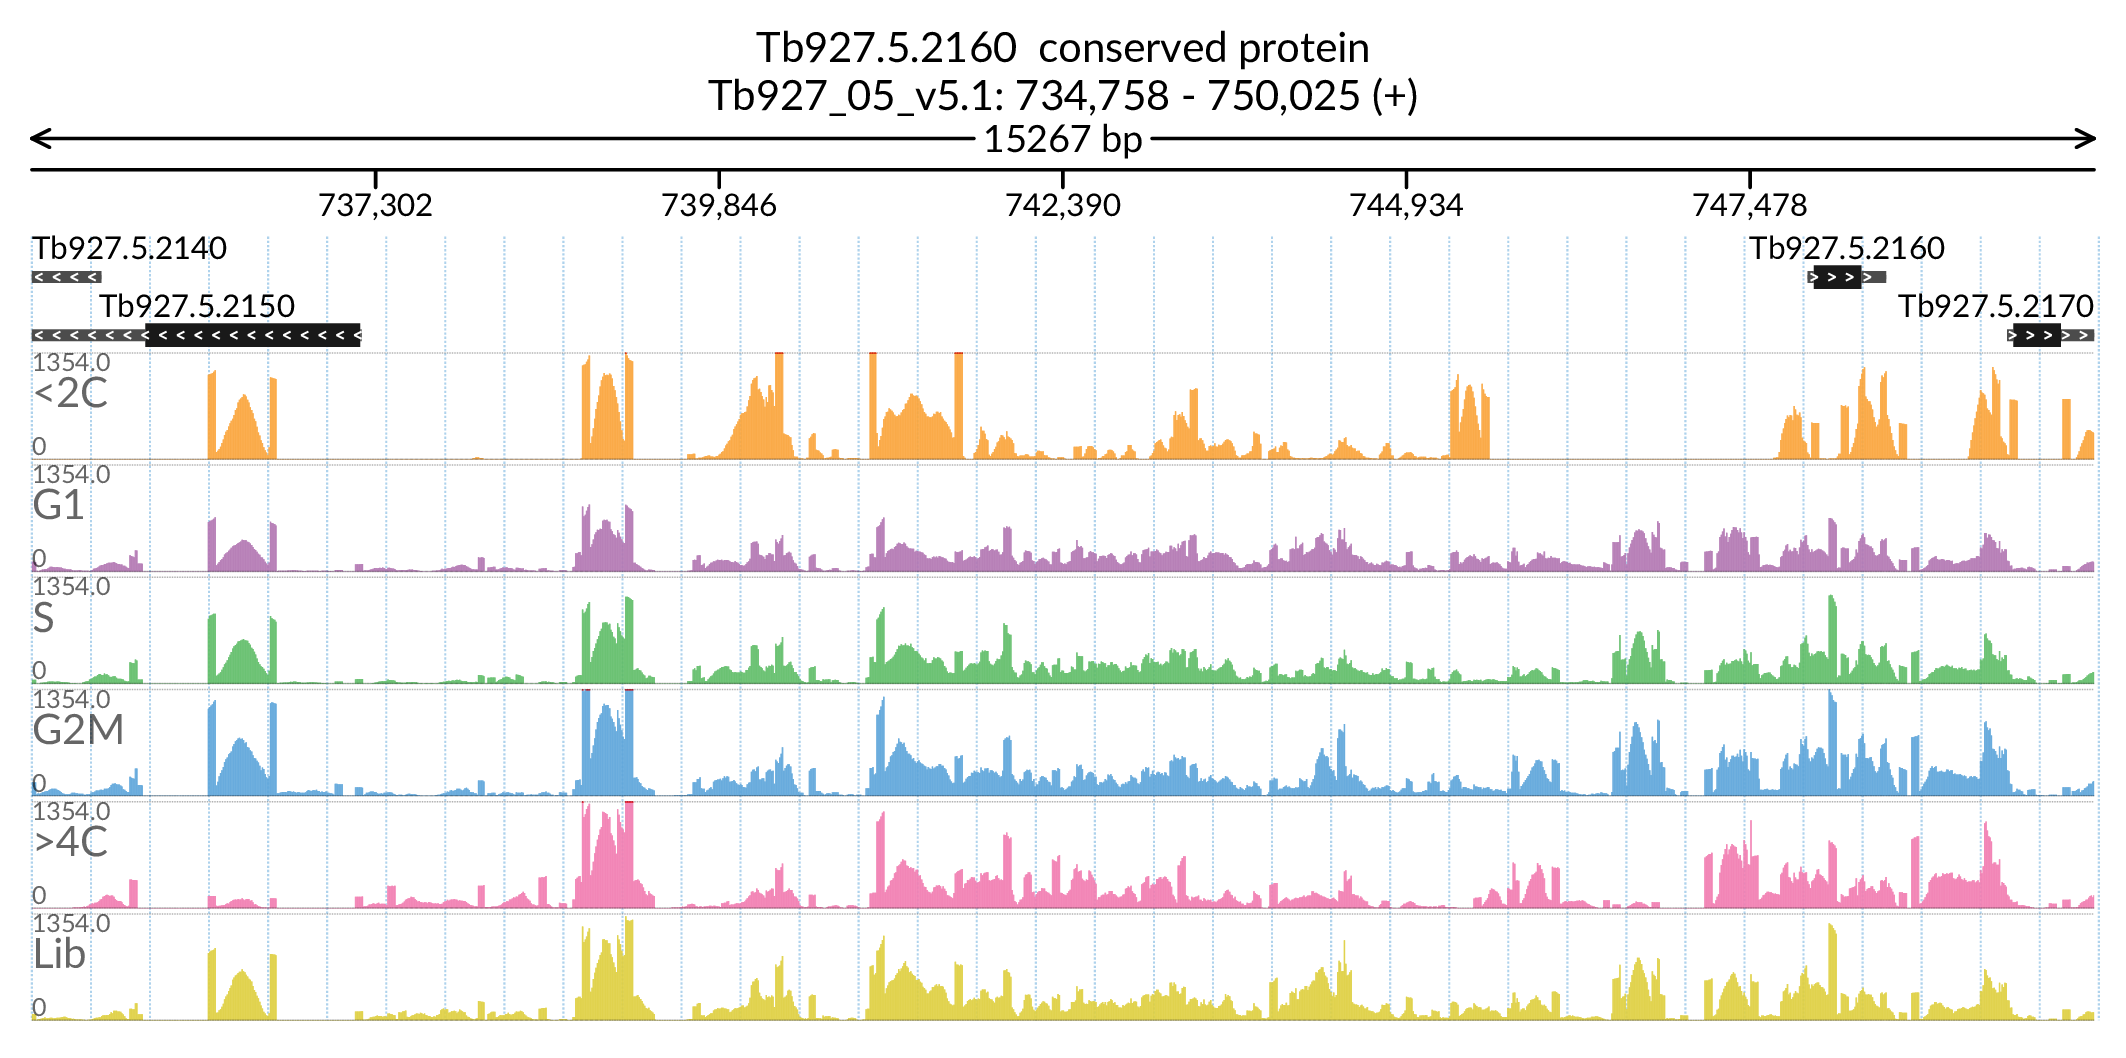 Tb927.5.2160  conserved protein
Tb927_05_v5.1: 734,758 - 750,025 (+)
15267 bp
737,302 739,846 742,390 744,934 747,478
Tb927.5.2140 Tb927.5.2160
Tb927.5.2150 Tb927.5.2170
1354.0
<2C
0
1354.0
G1
0
1354.0
S
0
1354.0
G2M
0
1354.0
>4C
0
1354.0
Lib
0